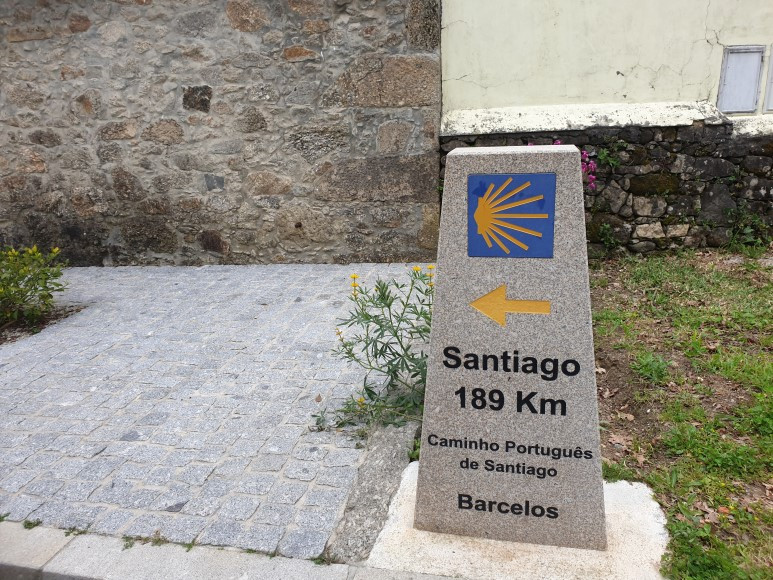 Santiago
189 Km
Caminho Português
de Santiago
Barcelos